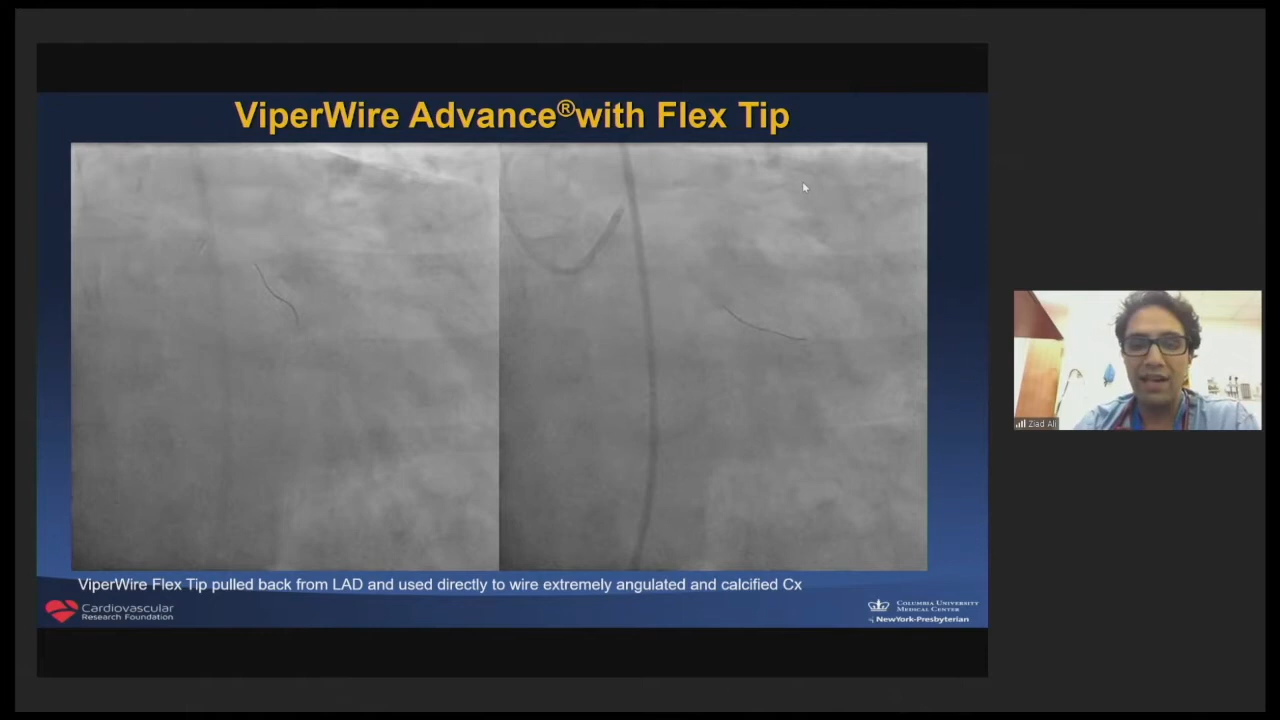 ViperWire Advance®with Flex Tip
ViperWire Flex Tip pulled back from LAD and used directly to wire extremely angulated and calcified Cx
Cardiovascular
Research Foundation
COLUMBIA UNIVERSITY
MEDICAL CENTER
NewYork-Presbyterian
Ziad Ali